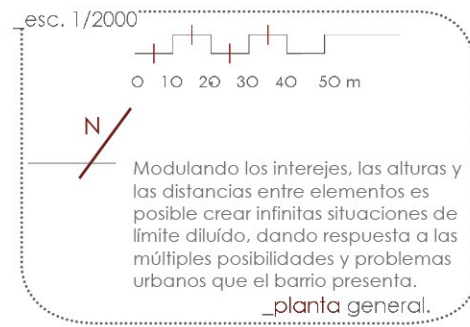 _esc. 1/2000
0 10 20 30 40 50 m
N
Modulando los interejes, las alturas y
las distancias entre elementos es
posible crear infinitas situaciones de
límite diluído, dando respuesta a las
múltiples posibilidades y problemas
urbanos que el barrio presenta.
_planta general.